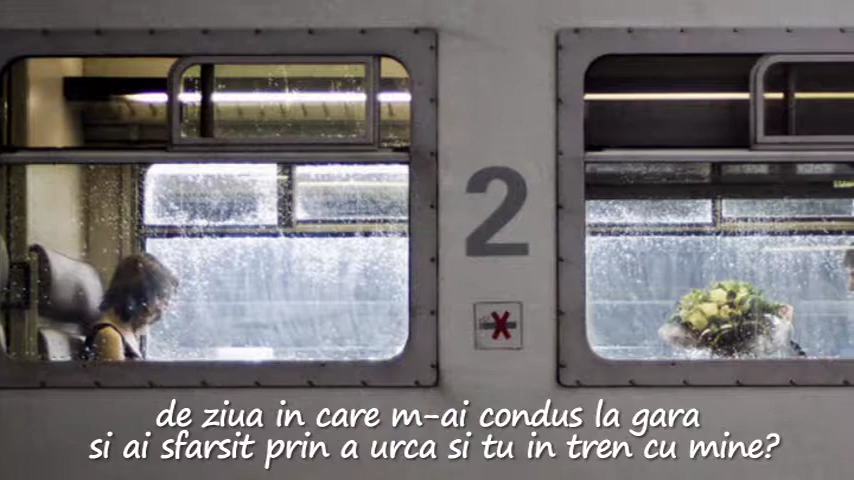 2
de ziua in care m-ai condus la gara
si ai sfarsit prin a urca si tu in tren cu mine?